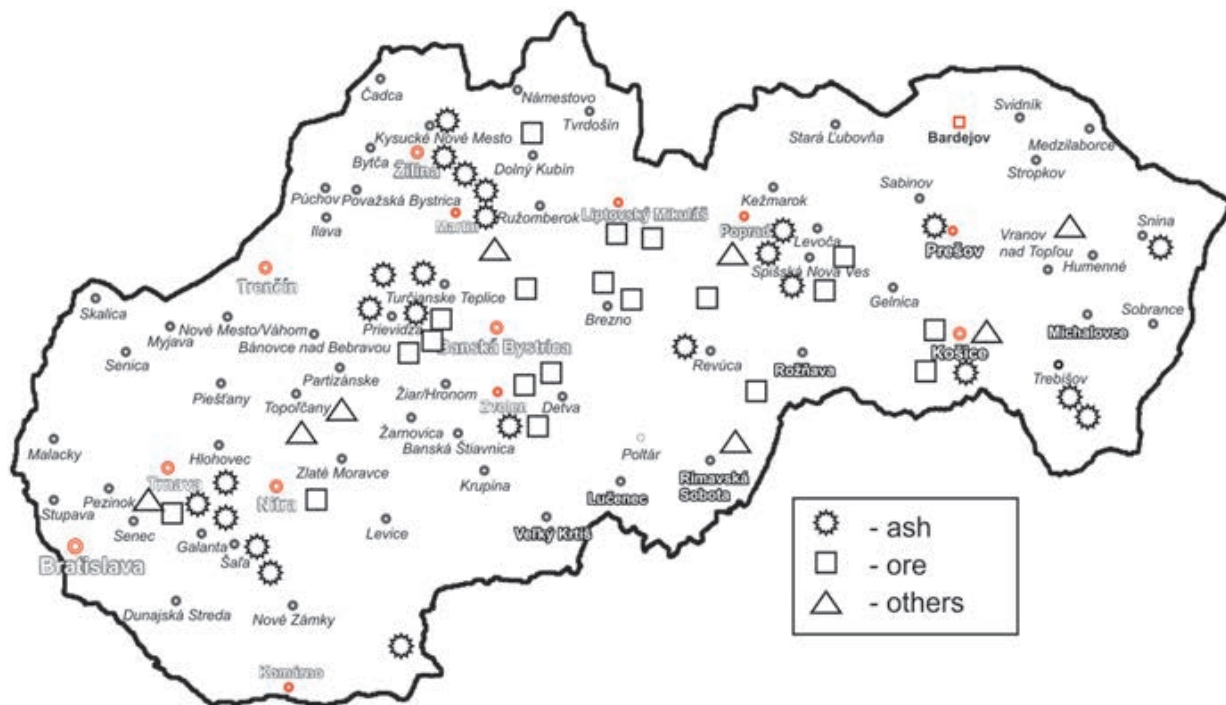 Čadca
Námestovo
Tvrdošín
Kysucké Nové Mesto
Stará Ľubovňa
Bardejov
Svidník
Medzilaborce
Stropkov
Bytča
Žilina
Dolný Kubín
Púchov
Považská Bystrica
Ilava
Martin
Ružomberok
Liptovský Mikuláš
Kežmarok
Poprad
Levoča
Spišská Nová Ves
Sabinov
Prešov
Vranov
nad Topľou
Snina
Humenné
Trenčín
Turčianske Teplice
Gelnica
Skalica
Nové Mesto/Váhom
Myjava
Prievidza
Bánovce nad Bebravou
Banská Bystrica
Brezno
Košice
Michalovce
Sobrance
Senica
Piešťany
Partizánske
Topoľčany
Žiar/Hronom
Zvolen
Detva
Revúca
Rožňava
Trebišov
Malacky
Hlohovec
Žarnovica
Banská Štiavnica
Poltár
Trnava
Nitra
Zlaté Moravce
Krupina
Lučenec
Rimavská
Sobota
Pezinok
Stupava
Senec
Galanta
Šaľa
Levice
Veľký Krtíš
Bratislava
Dunajská Streda
Nové Zámky
Komárno
- ash
- ore
- others